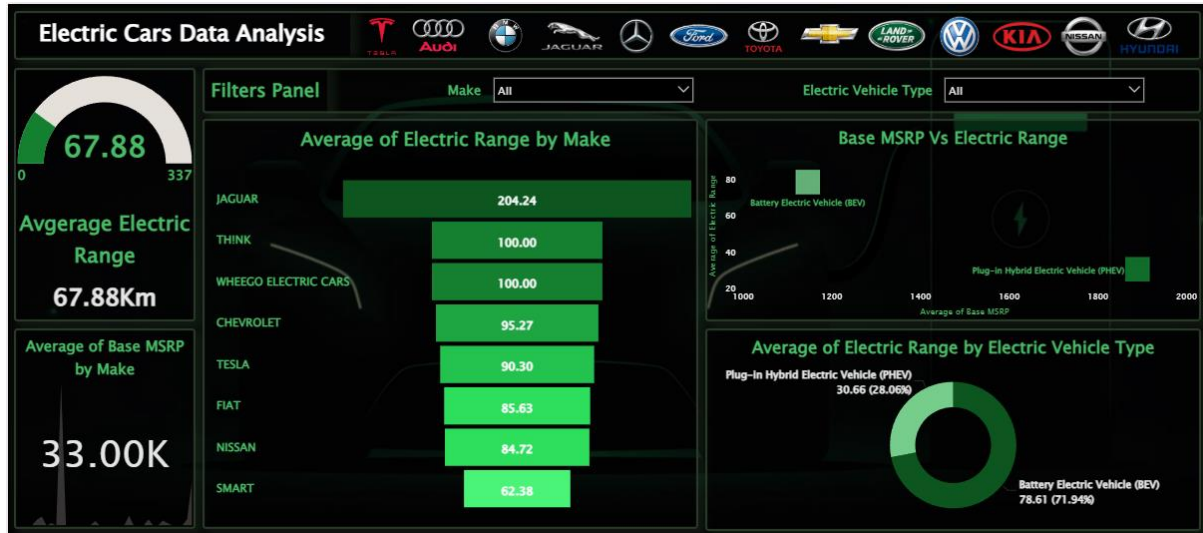 Electric Cars Data Analysis
TESLA
Audi
JAGUAR
Ford
TOYOTA
LAND-
-ROVER
KIA
NISSAN
HYUNDAI
Filters Panel
Make
All
Electric Vehicle Type
All
67.88
0
337
Avgerage Electric
Range
67.88Km
Average of Base MSRP
by Make
33.00K
Average of Electric Range by Make
JAGUAR
204.24
TH!NK
100.00
WHEEGO ELECTRIC CARS
100.00
CHEVROLET
95.27
TESLA
90.30
FIAT
85.63
NISSAN
84.72
SMART
62.38
Base MSRP Vs Electric Range
Average of Electric Range
80
60
40
20
Battery Electric Vehicle (BEV)
Plug-in Hybrid Electric Vehicle (PHEV)
1000
1200
1400
1600
1800
2000
Average of Base MSRP
Average of Electric Range by Electric Vehicle Type
Plug-in Hybrid Electric Vehicle (PHEV)
30.66 (28.06%)
Battery Electric Vehicle (BEV)
78.61 (71.94%)